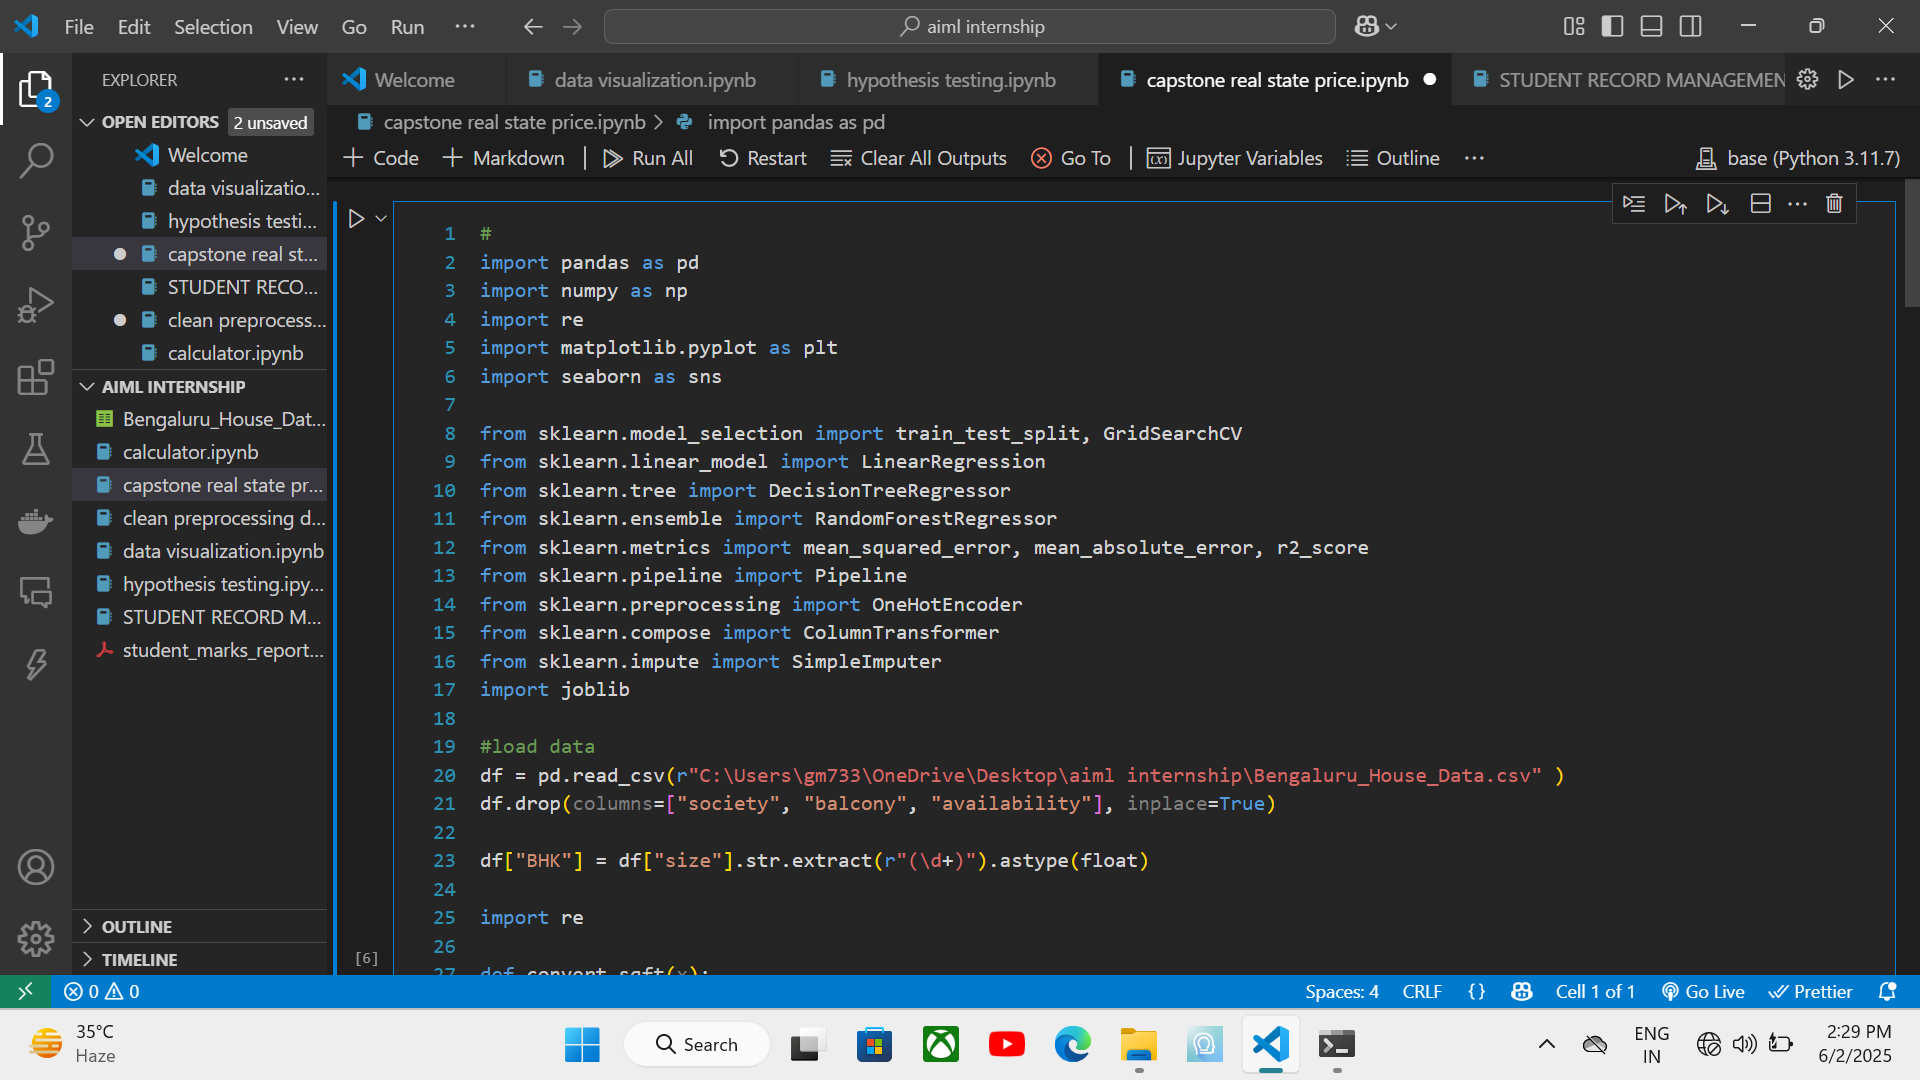 File Edit Selection View Go Run ··· aiml internship
EXPLORER ···
OPEN EDITORS 2 unsaved
Welcome
data visualizatio...
hypothesis testi...
capstone real st...
STUDENT RECO...
clean preprocess...
calculator.ipynb
AIML INTERNSHIP
Bengaluru_House_Dat...
calculator.ipynb
capstone real state pr...
clean preprocessing d...
data visualization.ipynb
hypothesis testing.ipy...
STUDENT RECORD M...
student_marks_report...
OUTLINE
TIMELINE
2
Welcome data visualization.ipynb hypothesis testing.ipynb capstone real state price.ipynb STUDENT RECORD MANAGEMEN
capstone real state price.ipynb > import pandas as pd
+ Code + Markdown | Run All Restart Clear All Outputs Go To | Jupyter Variables Outline ··· base (Python 3.11.7)
1 #
2 import pandas as pd
3 import numpy as np
4 import re
5 import matplotlib.pyplot as plt
6 import seaborn as sns
7
8 from sklearn.model_selection import train_test_split, GridSearchCV
9 from sklearn.linear_model import LinearRegression
10 from sklearn.tree import DecisionTreeRegressor
11 from sklearn.ensemble import RandomForestRegressor
12 from sklearn.metrics import mean_squared_error, mean_absolute_error, r2_score
13 from sklearn.pipeline import Pipeline
14 from sklearn.preprocessing import OneHotEncoder
15 from sklearn.compose import ColumnTransformer
16 from sklearn.impute import SimpleImputer
17 import joblib
18
19 #load data
20 df = pd.read_csv(r"C:\Users\gm733\OneDrive\Desktop\aiml internship\Bengaluru_House_Data.csv" )
21 df.drop(columns=["society", "balcony", "availability"], inplace=True)
22
23 df["BHK"] = df["size"].str.extract(r"(\d+)").astype(float)
24
25 import re
26
27 def convert_sqft(x):
[6]
0 0 Spaces: 4 CRLF {} Cell 1 of 1 Go Live Prettier
35°C
Haze
Search
ENG
IN
2:29 PM
6/2/2025